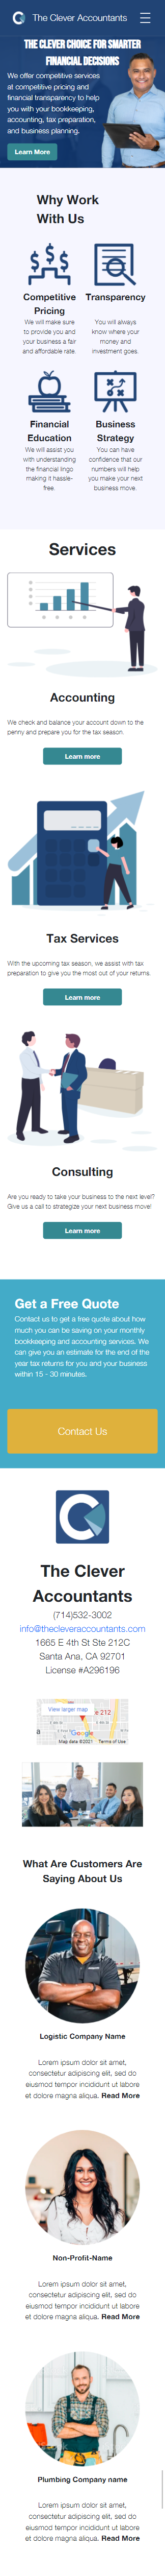 The Clever Accountants
THE CLEVER CHOICE FOR SMARTER
FINANCIAL DECISIONS
We offer competitive services
at competitive pricing and
financial transparency to help
you with your bookkeeping,
accounting, tax preparation,
and business planning.
Learn More
Why Work
With Us
Competitive
Pricing
We will make sure
to provide you and
your business a fair
and affordable rate.
Transparency
You will always
know where your
money and
investment goes.
Financial
Education
We will assist you
with understanding
the financial lingo
making it hassle-
free.
Business
Strategy
You can have
confidence that our
numbers will help
you make your next
business move.
Services
Accounting
We check and balance your account down to the
penny and prepare you for the tax season.
Learn more
Tax Services
With the upcoming tax season, we assist with tax
preparation to give you the most out of your returns.
Learn more
Consulting
Are you ready to take your business to the next level?
Give us a call to strategize your next business move!
Learn more
Get a Free Quote
Contact us to get a free quote about how
much you can be saving on your monthly
bookkeeping and accounting services. We
can give you an estimate for the end of the
year tax returns for you and your business
within 15 - 30 minutes.
Contact Us
The Clever
Accountants
(714)532-3002
info@thecleveraccountants.com
1665 E 4th St Ste 212C
Santa Ana, CA 92701
License #A296196
View larger map
e 212
Google
Map data ©2021 Terms of Use
What Are Customers Are
Saying About Us
Logistic Company Name
Lorem ipsum dolor sit amet,
consectetur adipiscing elit, sed do
eiusmod tempor incididunt ut labore
et dolore magna aliqua. Read More
Non-Profit-Name
Lorem ipsum dolor sit amet,
consectetur adipiscing elit, sed do
eiusmod tempor incididunt ut labore
et dolore magna aliqua. Read More
Plumbing Company name
Lorem ipsum dolor sit amet,
consectetur adipiscing elit, sed do
eiusmod tempor incididunt ut labore
et dolore magna aliqua. Read More